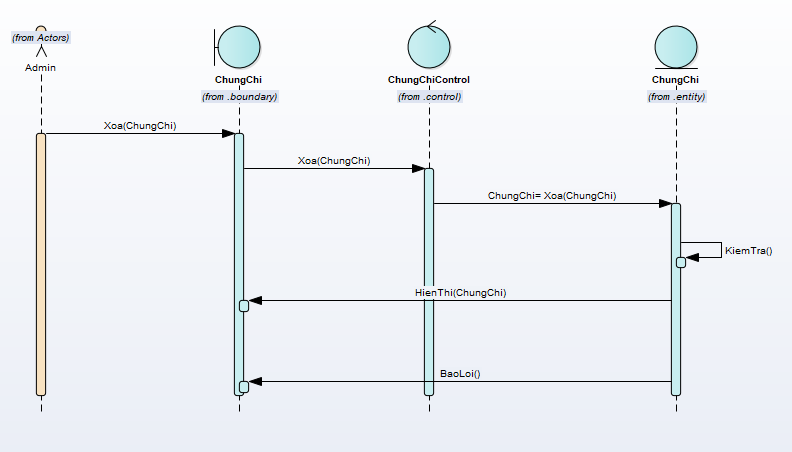 (from Actors)
Admin
ChungChi
(from .boundary)
ChungChiControl
(from .control)
ChungChi
(from .entity)
Xoa(ChungChi)
Xoa(ChungChi)
ChungChi= Xoa(ChungChi)
KiemTra()
HienThi(ChungChi)
BaoLoi()